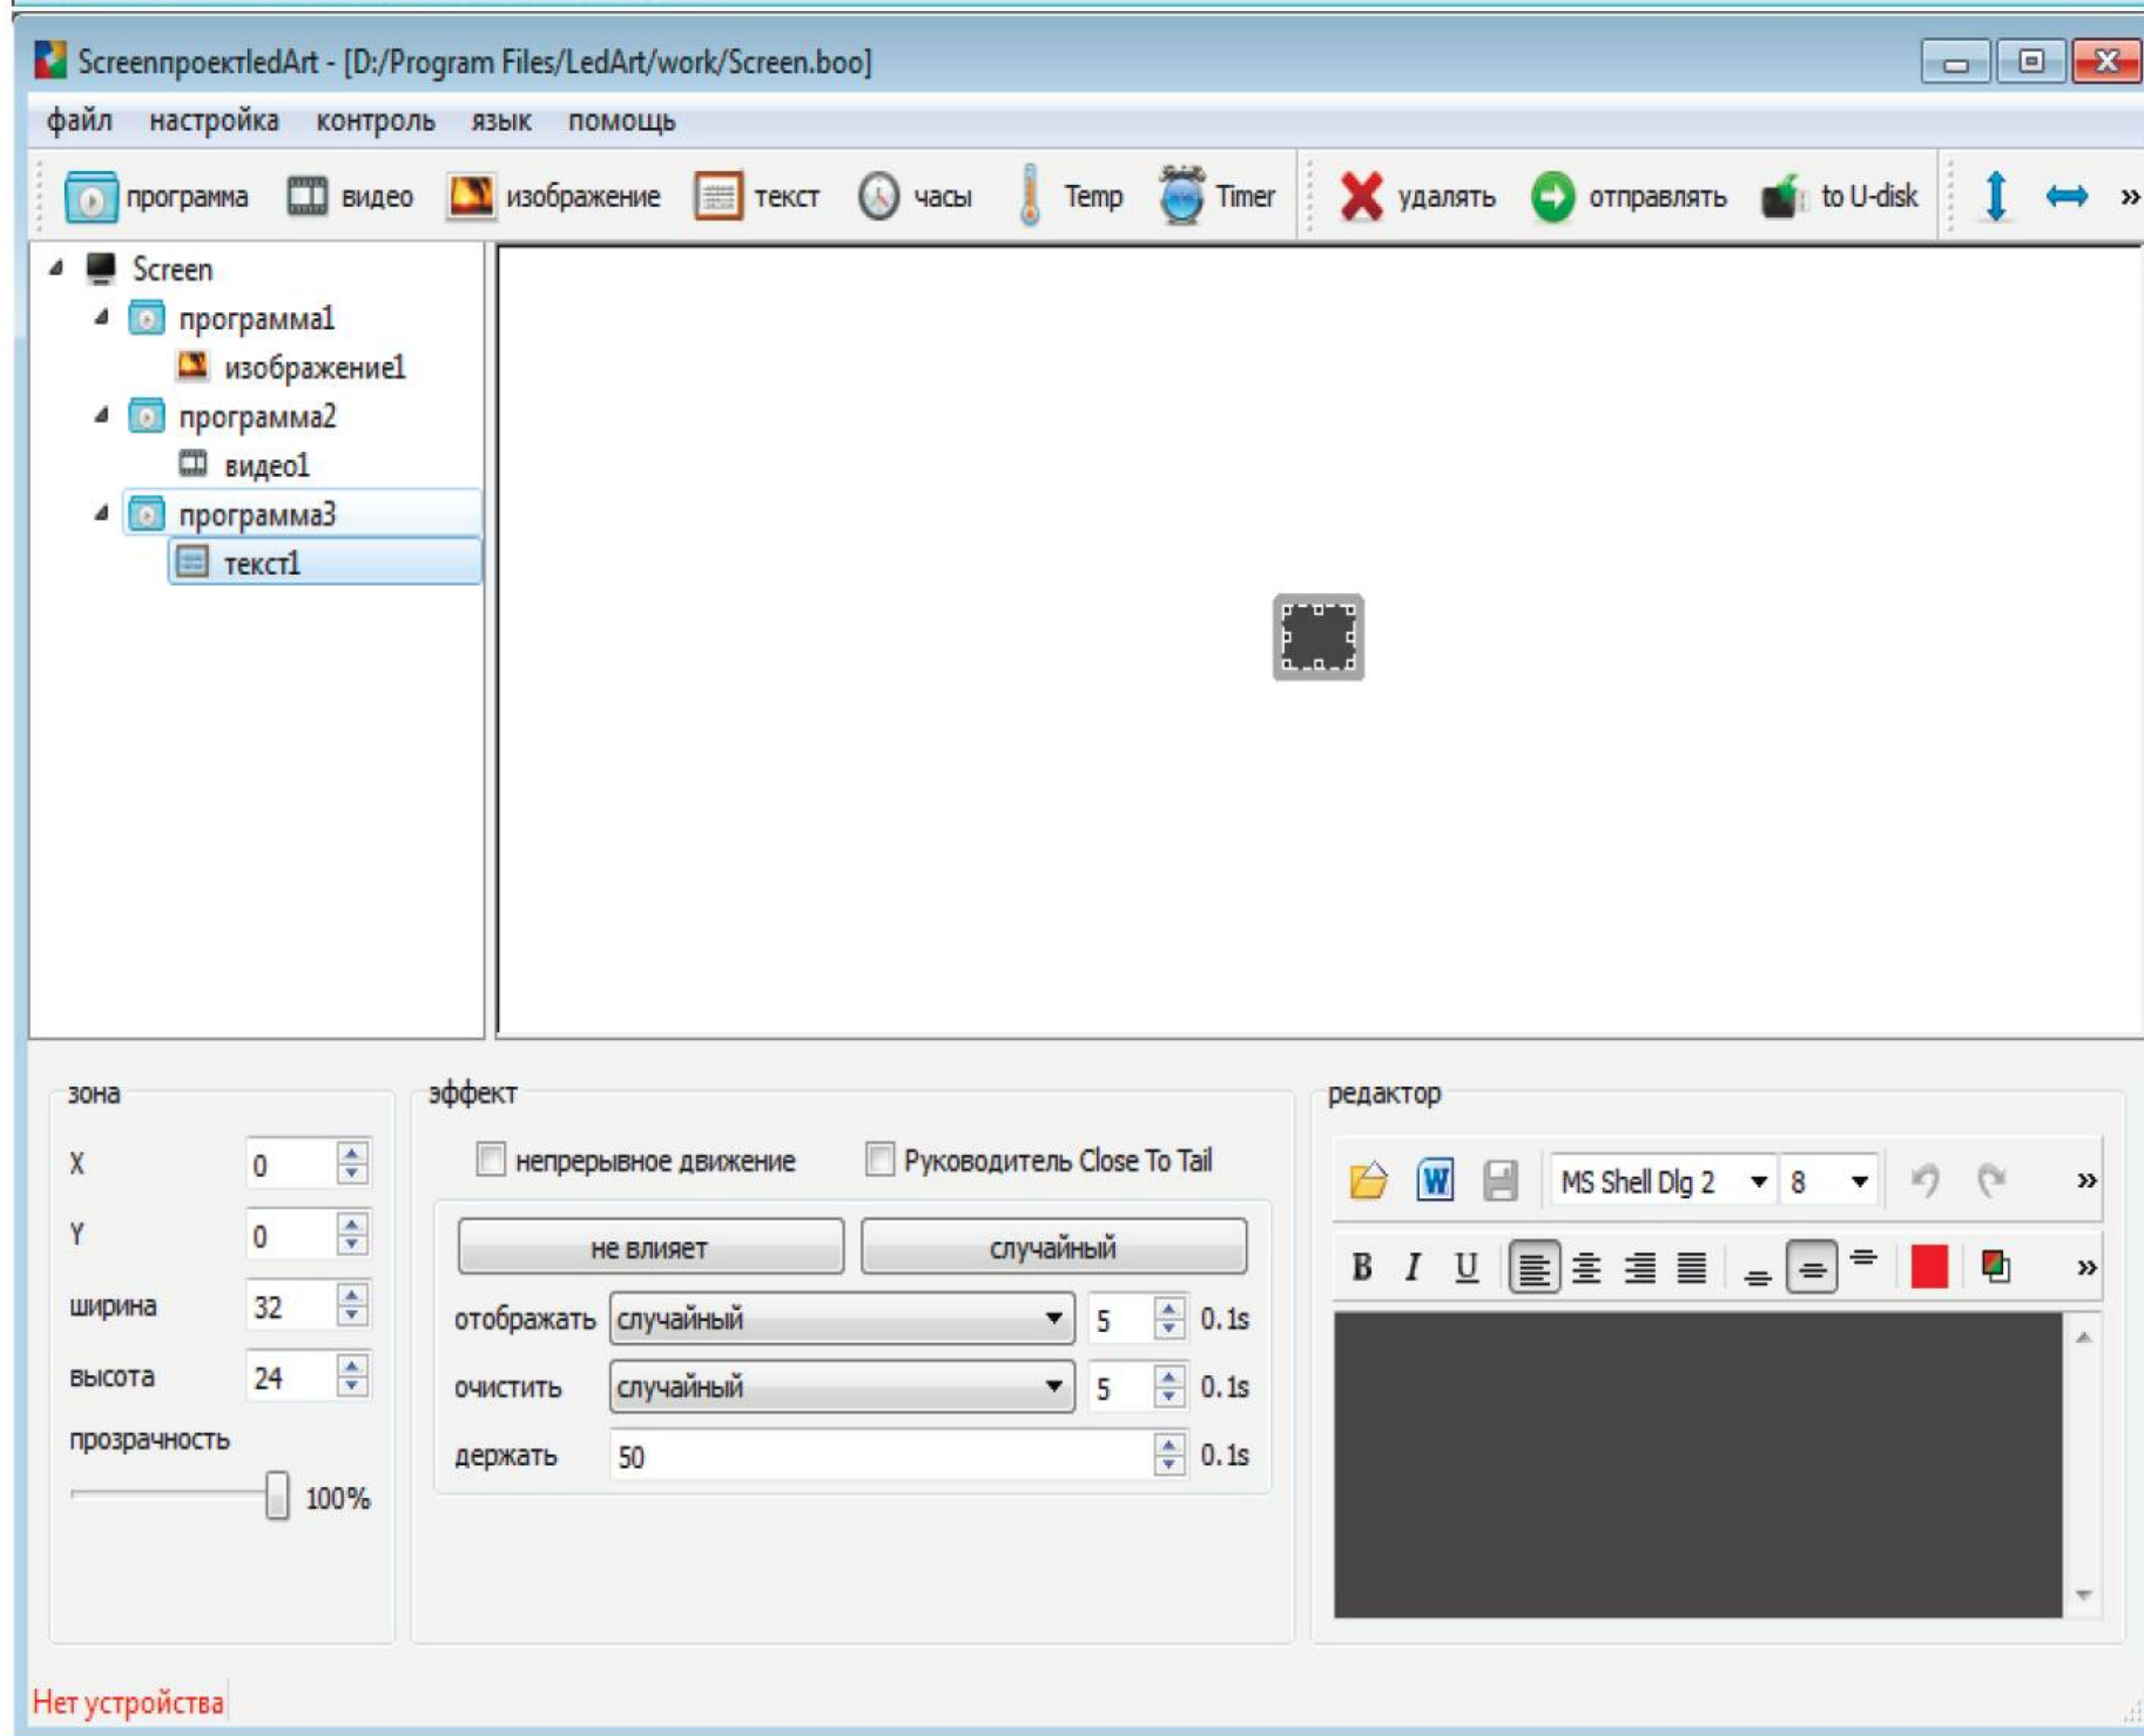 ScreenпроектledArt - [D:/Program Files/LedArt/work/Screen.boo]
файл настройка контроль язык помощь
программа видео изображение текст часы Temp Timer удалять отправлять to U-disk »
Screen
программа1
изображение1
программа2
видео1
программа3
текст1
зона
X 0
Y 0
ширина 32
высота 24
прозрачность
100%
эффект
непрерывное движение Руководитель Close To Tail
не влияет случайный
отображать случайный 5 0.1s
очистить случайный 5 0.1s
держать 50 0.1s
редактор
W MS Shell Dlg 2 8 »
B I U »
Нет устройства